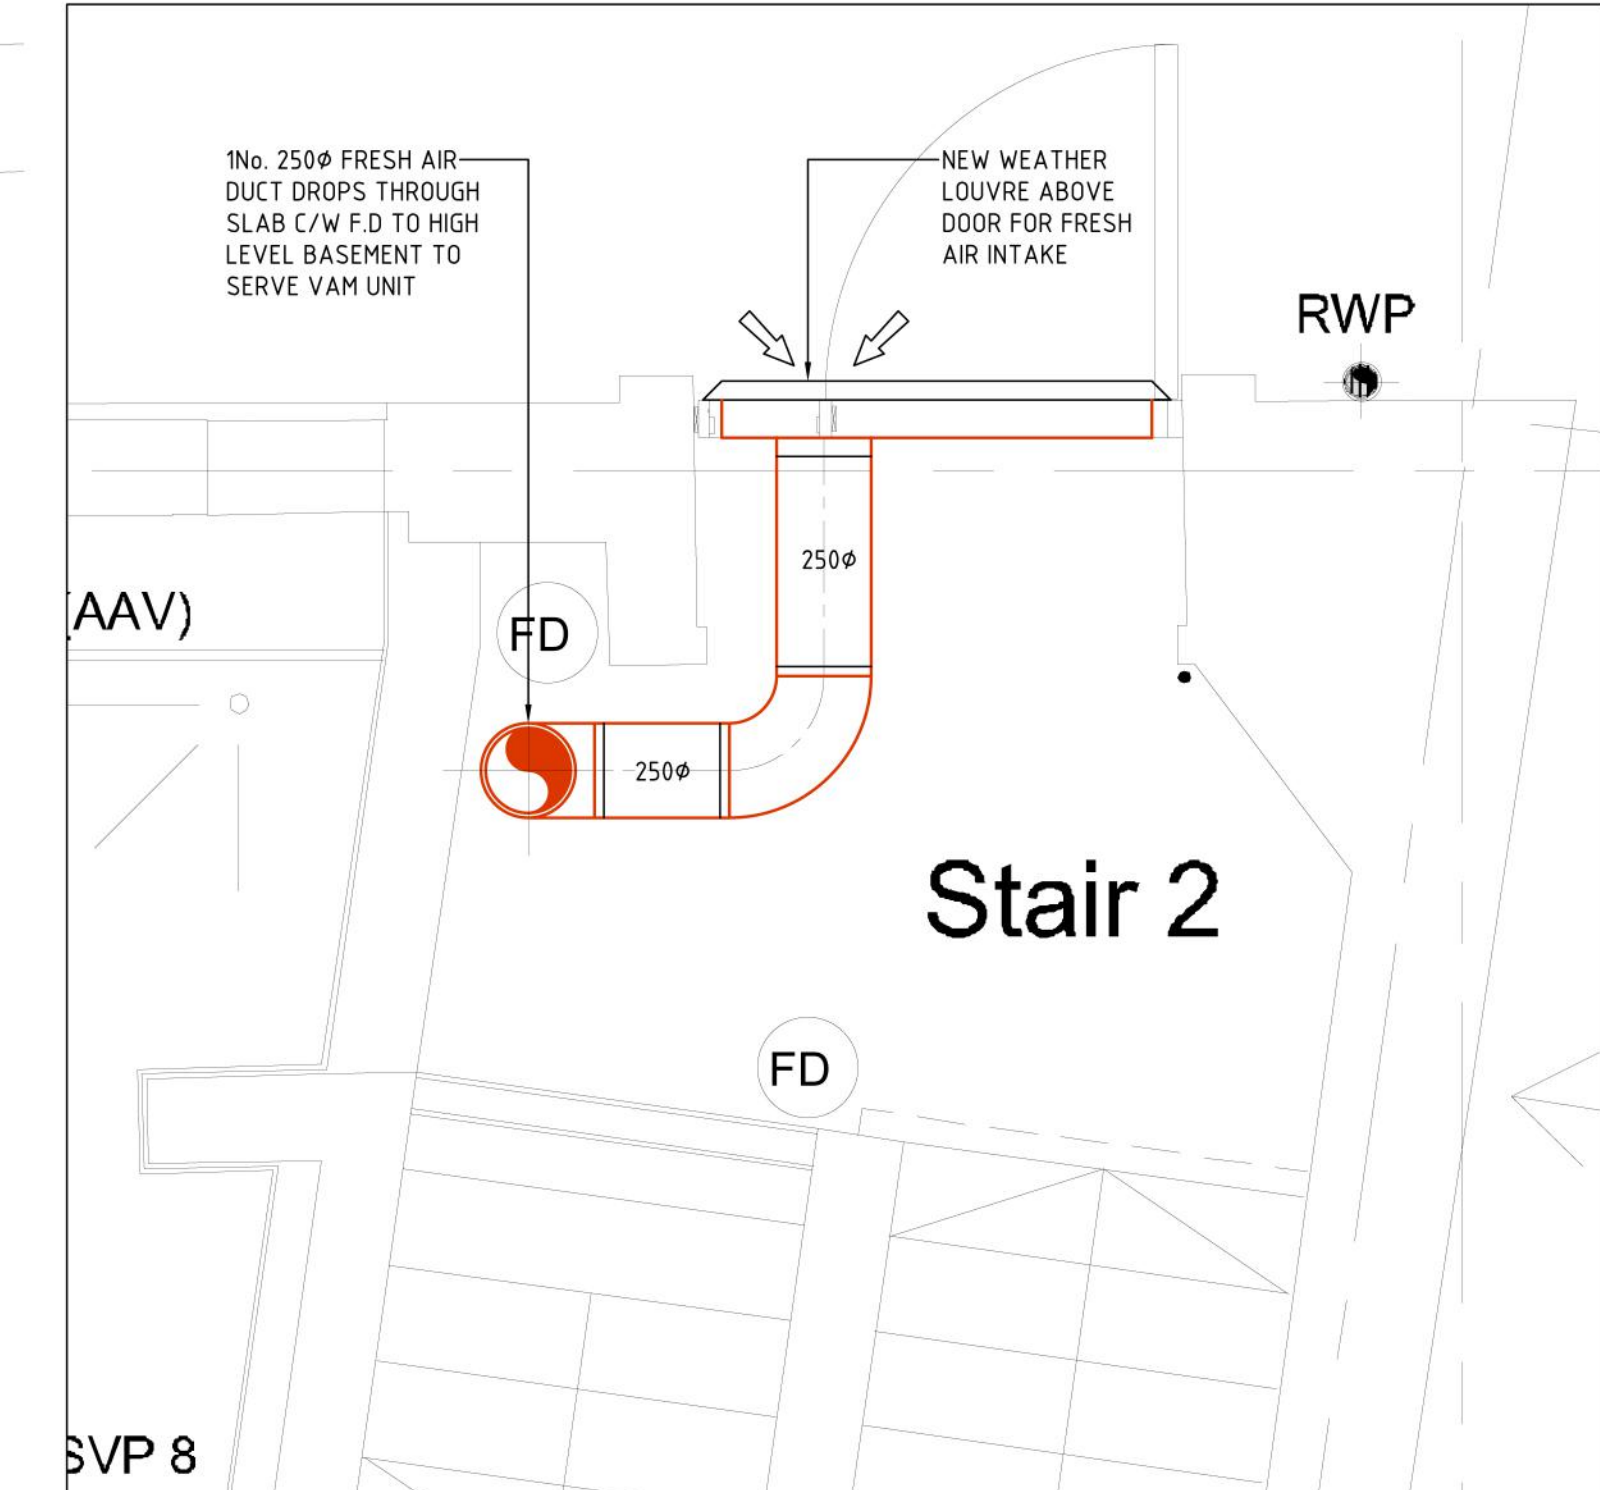 1No. 250Ø FRESH AIR
DUCT DROPS THROUGH
SLAB C/W F.D TO HIGH
LEVEL BASEMENT TO
SERVE VAM UNIT
NEW WEATHER
LOUVRE ABOVE
DOOR FOR FRESH
AIR INTAKE
RWP
250Ø
(AAV)
FD
250Ø
Stair 2
FD
SVP 8